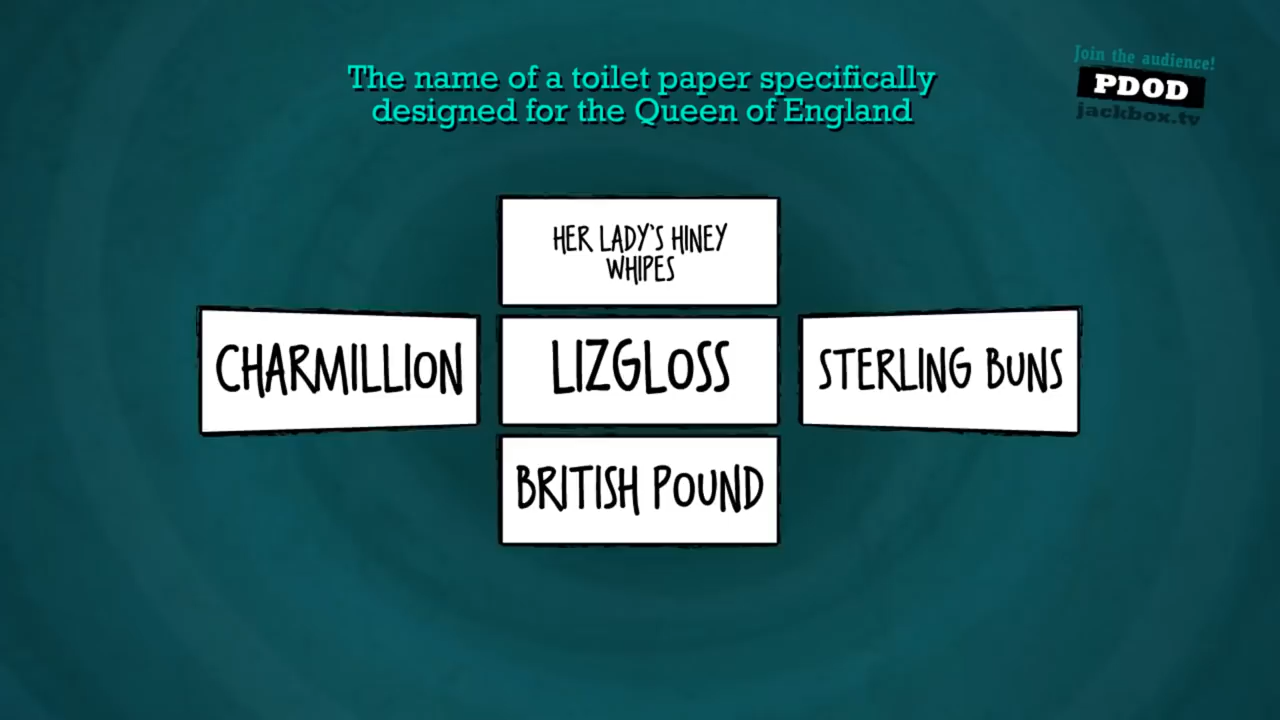 The name of a toilet paper specifically
designed for the Queen of England
Join the audience!
PDOD
jackbox.tv
HER LADY'S HINEY
WHIPES
CHARMILLION
LIZGLOSS
STERLING BUNS
BRITISH POUND